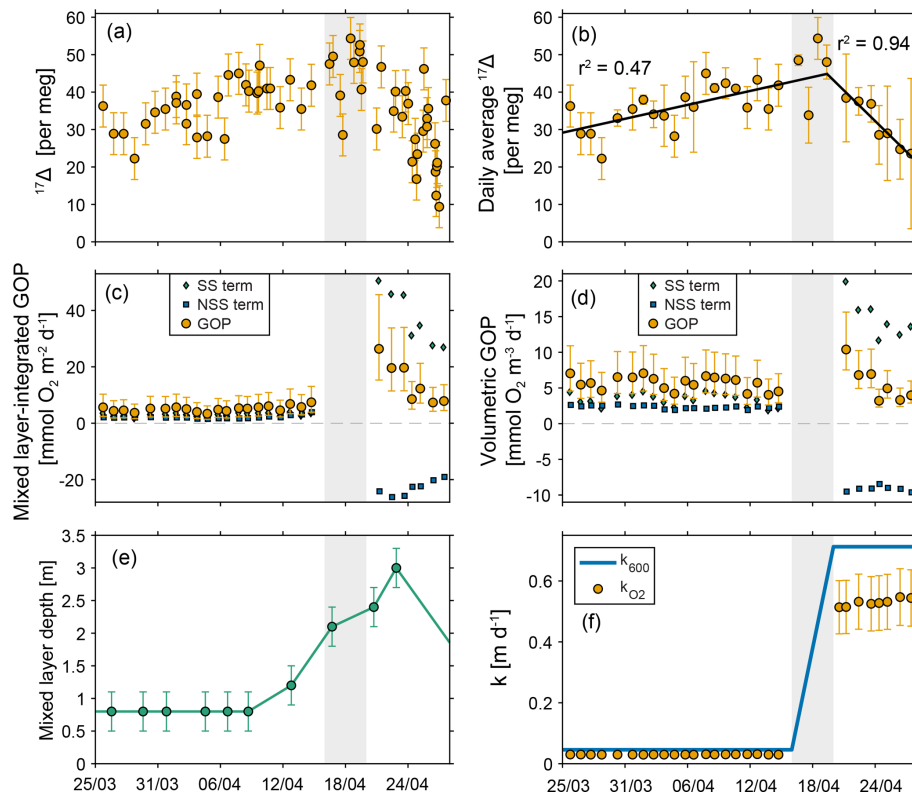 (a)
¹⁷Δ [per meg]
60
50
40
30
20
10
0
(b)
r² = 0.47
r² = 0.94
Daily average ¹⁷Δ
[per meg]
60
50
40
30
20
10
0
(c)
SS term
NSS term
GOP
Mixed layer-integrated GOP
[mmol O₂ m⁻² d⁻¹]
40
20
0
-20
(d)
SS term
NSS term
GOP
Volumetric GOP
[mmol O₂ m⁻³ d⁻¹]
20
15
10
5
0
-5
-10
(e)
Mixed layer depth [m]
3.5
3
2.5
2
1.5
1
0.5
0
25/03 31/03 06/04 12/04 18/04 24/04
k₆₀₀
k_O2
(f)
k [m d⁻¹]
0.6
0.4
0.2
0
25/03 31/03 06/04 12/04 18/04 24/04